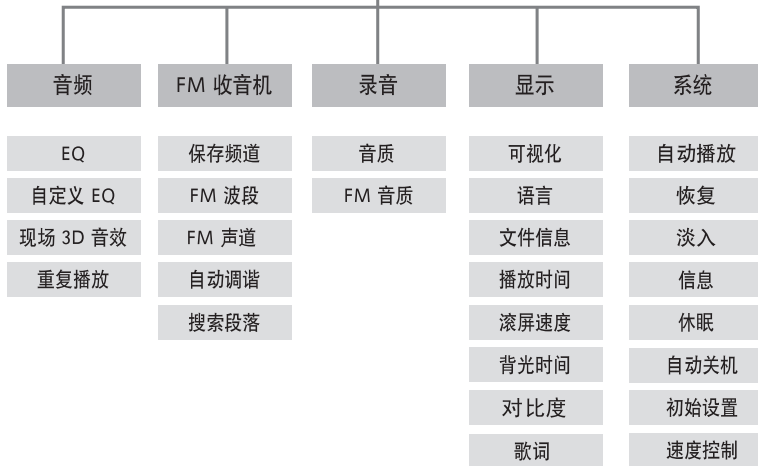 音频
EQ
自定义 EQ
现场 3D 音效
重复播放
FM 收音机
保存频道
FM 波段
FM 声道
自动调谐
搜索段落
录音
音质
FM 音质
显示
可视化
语言
文件信息
播放时间
滚屏速度
背光时间
对比度
歌词
系统
自动播放
恢复
淡入
信息
休眠
自动关机
初始设置
速度控制